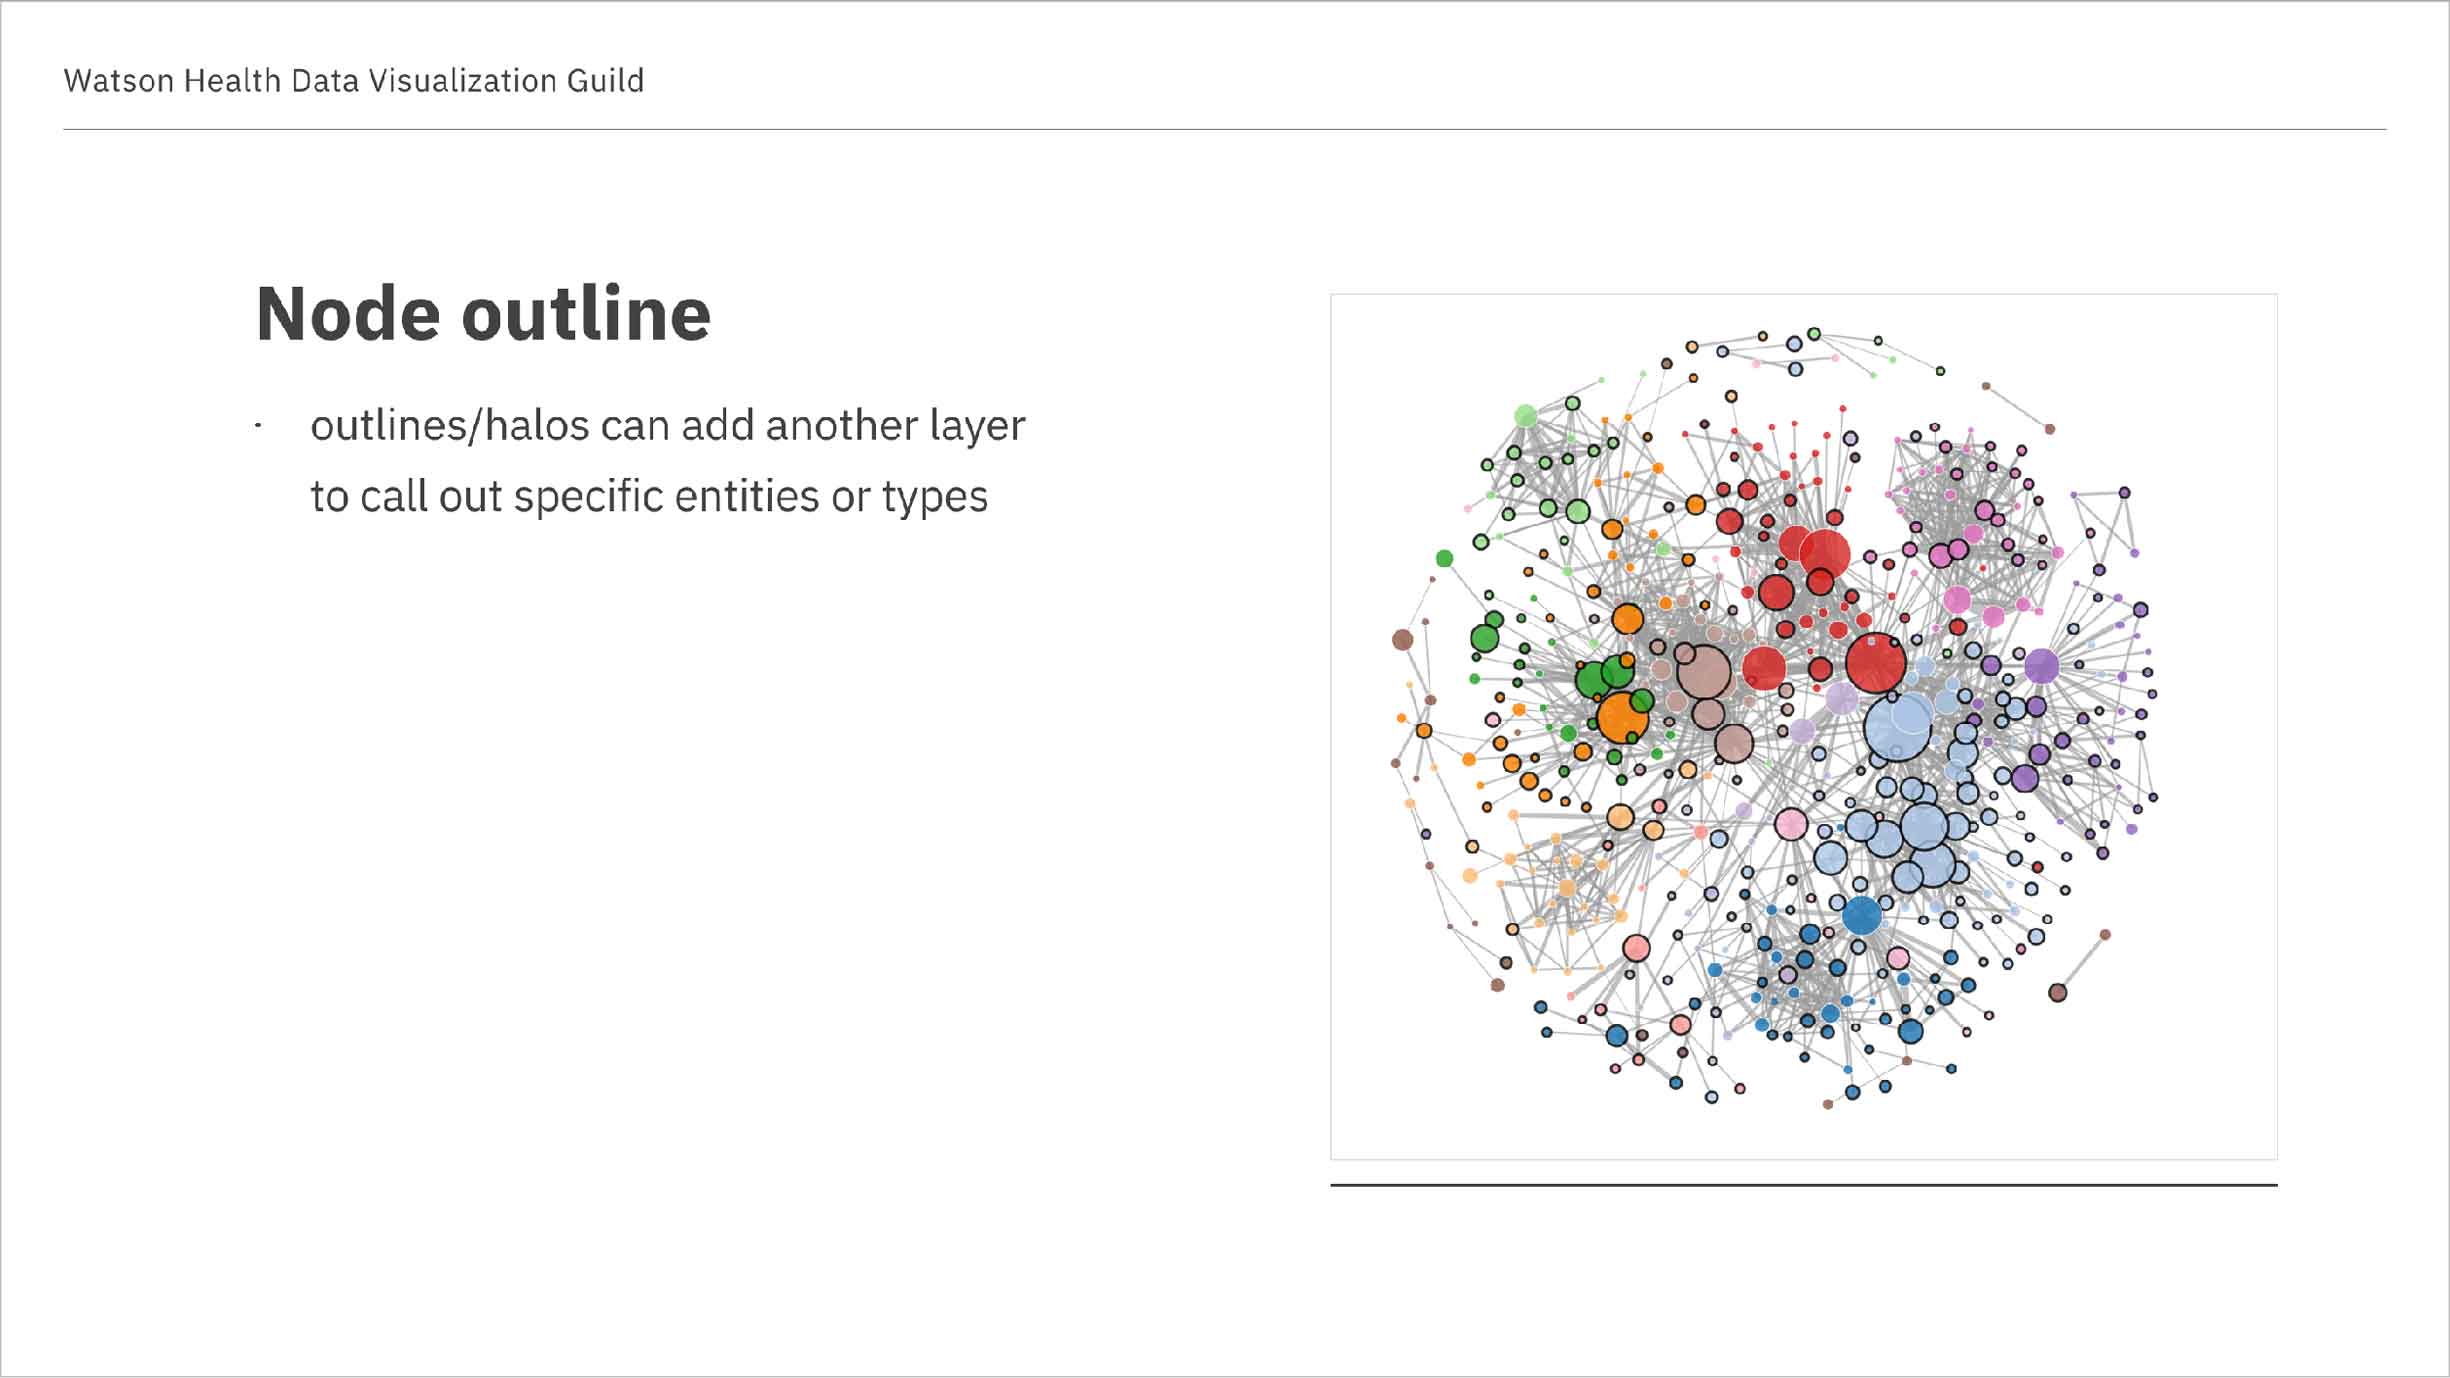 Watson Health Data Visualization Guild
Node outline
· outlines/halos can add another layer
to call out specific entities or types